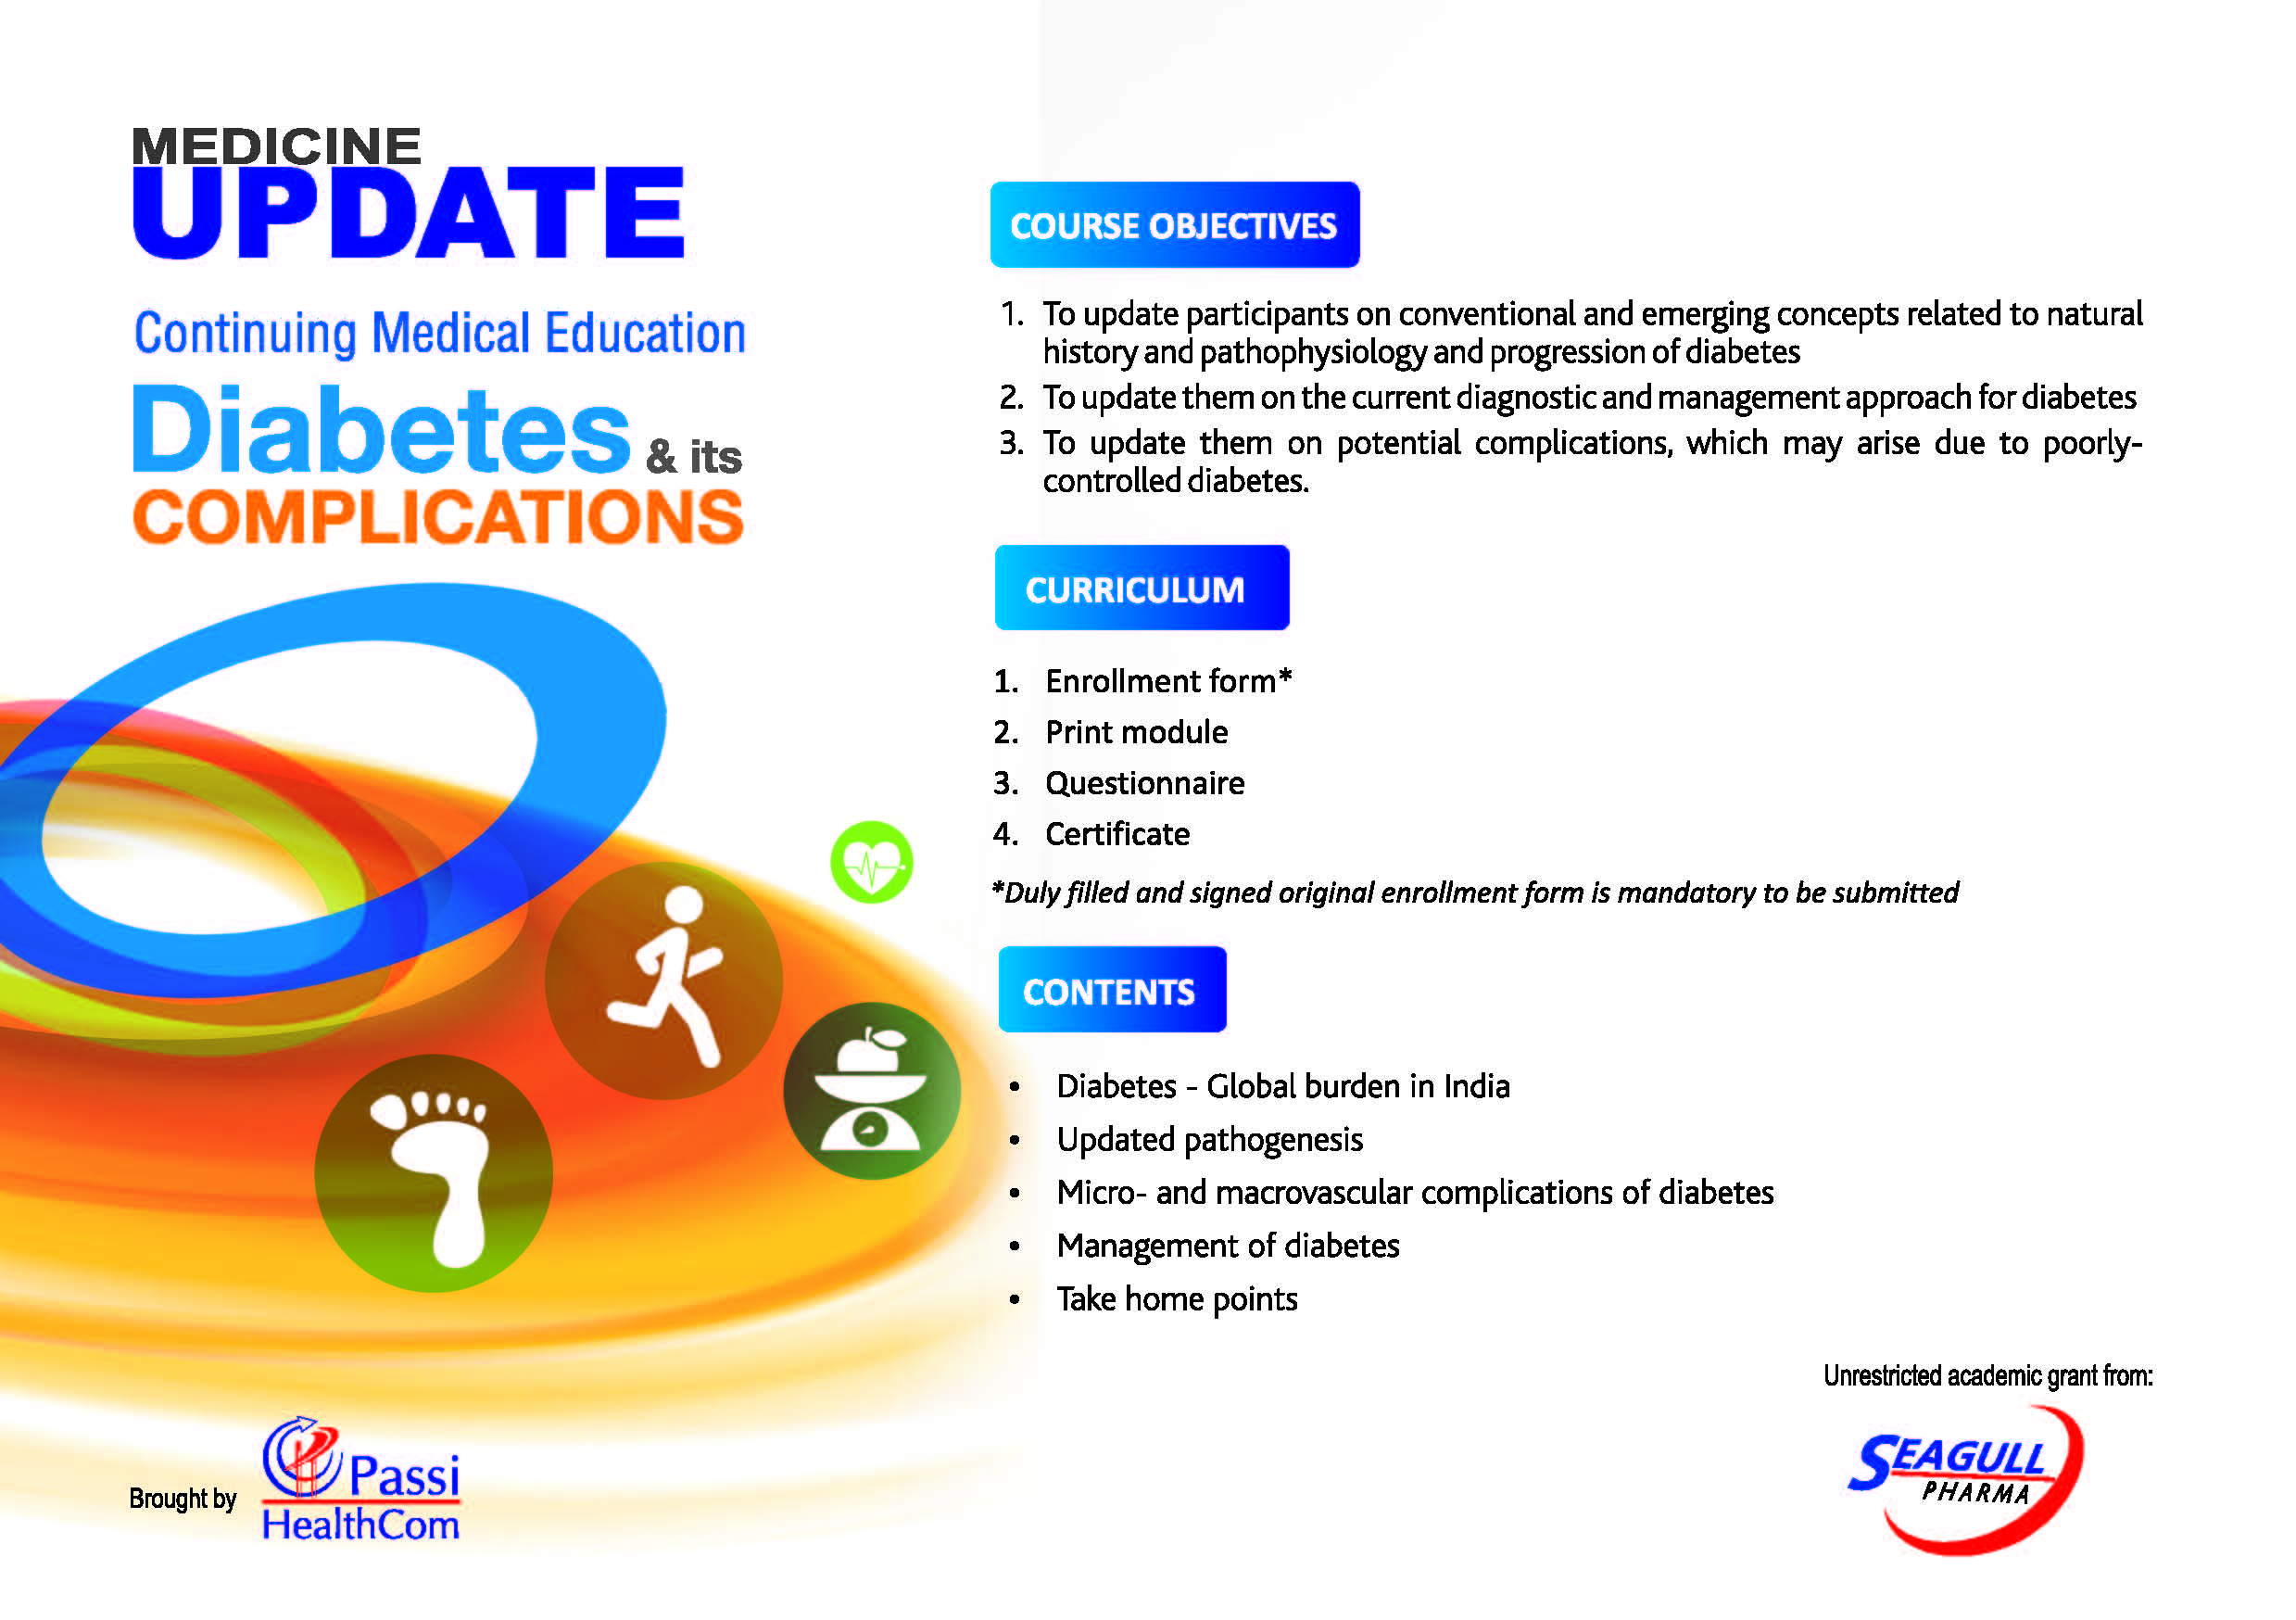 MEDICINE
UPDATE
Continuing Medical Education
Diabetes & its
COMPLICATIONS
Brought by
Passi
HealthCom
COURSE OBJECTIVES
1. To update participants on conventional and emerging concepts related to natural
history and pathophysiology and progression of diabetes
2. To update them on the current diagnostic and management approach for diabetes
3. To update them on potential complications, which may arise due to poorly-
controlled diabetes.
CURRICULUM
1. Enrollment form*
2. Print module
3. Questionnaire
4. Certificate
*Duly filled and signed original enrollment form is mandatory to be submitted
CONTENTS
• Diabetes - Global burden in India
• Updated pathogenesis
• Micro- and macrovascular complications of diabetes
• Management of diabetes
• Take home points
Unrestricted academic grant from:
SEAGULL
PHARMA